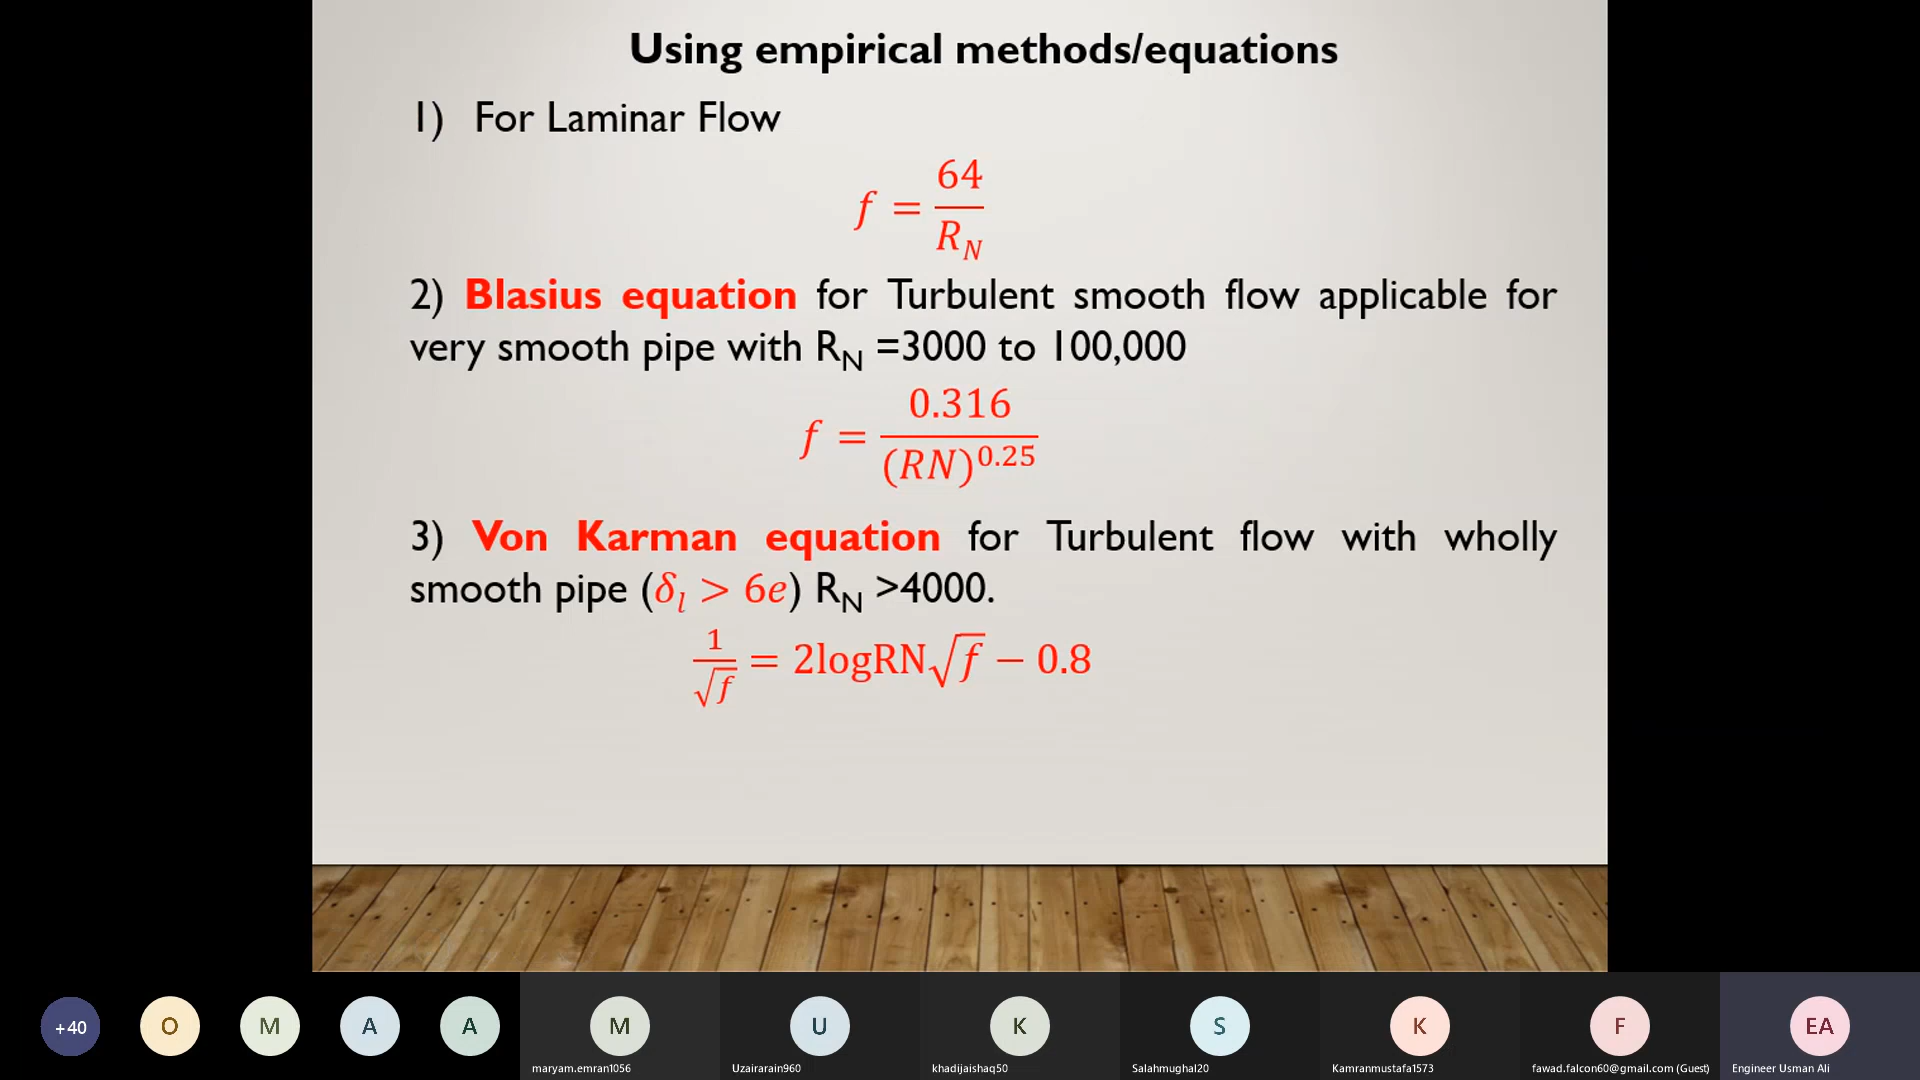 Using empirical methods/equations
1) For Laminar Flow
f = 64/R_N
2) Blasius equation for Turbulent smooth flow applicable for
very smooth pipe with R_N =3000 to 100,000
f = 0.316/(RN)^0.25
3) Von Karman equation for Turbulent flow with wholly
smooth pipe (δ_l > 6e) R_N >4000.
1/√f = 2logRN√f − 0.8
+40 O M A A M U K S K F EA
maryam.emran1056 Uzairarain960 khadijaishaq50 Salahmughal20 Kamranmustafa1573 fawad.falcon60@gmail.com (Guest) Engineer Usman Ali